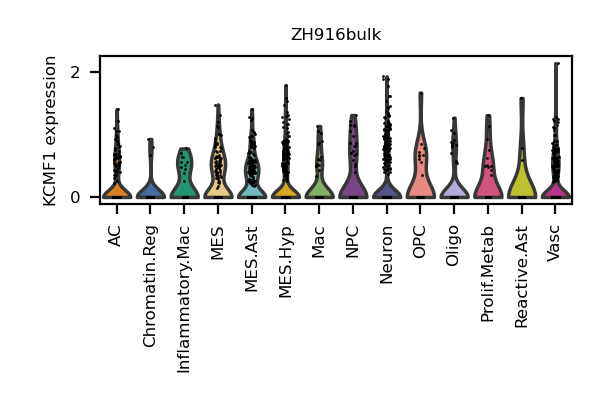 ZH916bulk
KCMF1 expression
2
0
AC
Chromatin.Reg
Inflammatory.Mac
MES
MES.Ast
MES.Hyp
Mac
NPC
Neuron
OPC
Oligo
Prolif.Metab
Reactive.Ast
Vasc